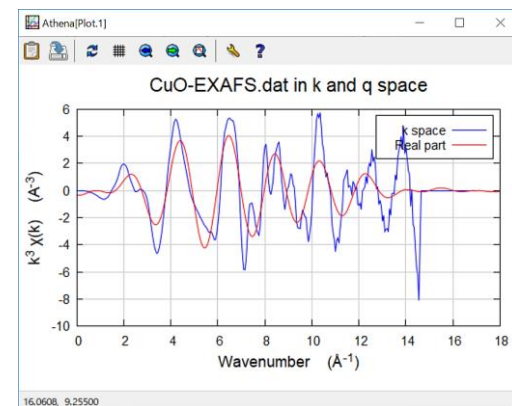 Athena[Plot.1]
CuO-EXAFS.dat in k and q space
k space
Real part
k³ χ(k) (A⁻³)
6
4
2
0
-2
-4
-6
-8
-10
0 2 4 6 8 10 12 14 16 18
Wavenumber (Å⁻¹)
16.0608, 9.25500